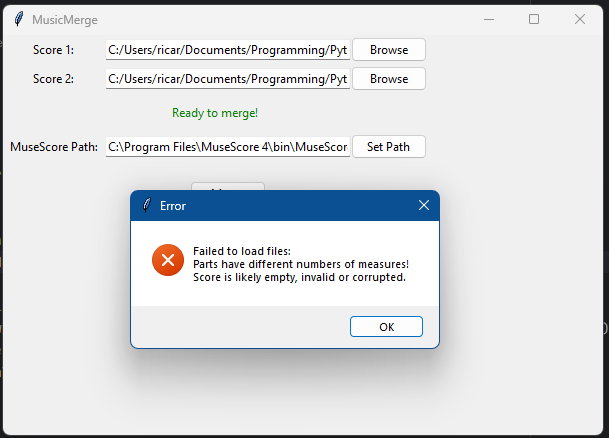 MusicMerge
Score 1: C:/Users/ricar/Documents/Programming/Pyt Browse
Score 2: C:/Users/ricar/Documents/Programming/Pyt Browse
Ready to merge!
MuseScore Path: C:\Program Files\MuseScore 4\bin\MuseScor Set Path
Error
Failed to load files:
Parts have different numbers of measures!
Score is likely empty, invalid or corrupted.
OK